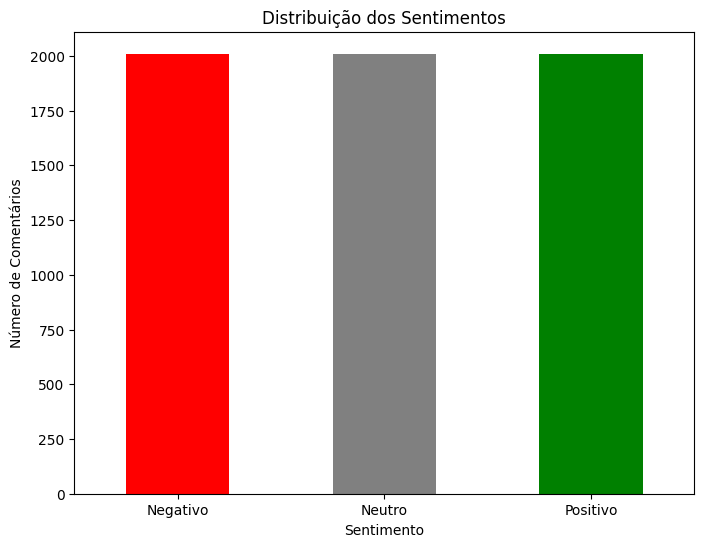 Distribuição dos Sentimentos
Número de Comentários
2000
1750
1500
1250
1000
750
500
250
0
Negativo Neutro Positivo
Sentimento